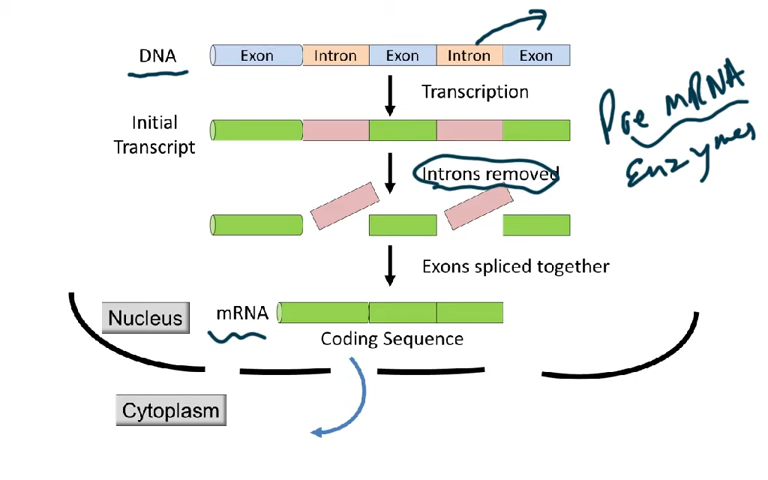 DNA
Exon
Intron
Exon
Intron
Exon
Transcription
Initial
Transcript
Pre mRNA
Enzymes
Introns removed
Exons spliced together
Nucleus
mRNA
Coding Sequence
Cytoplasm